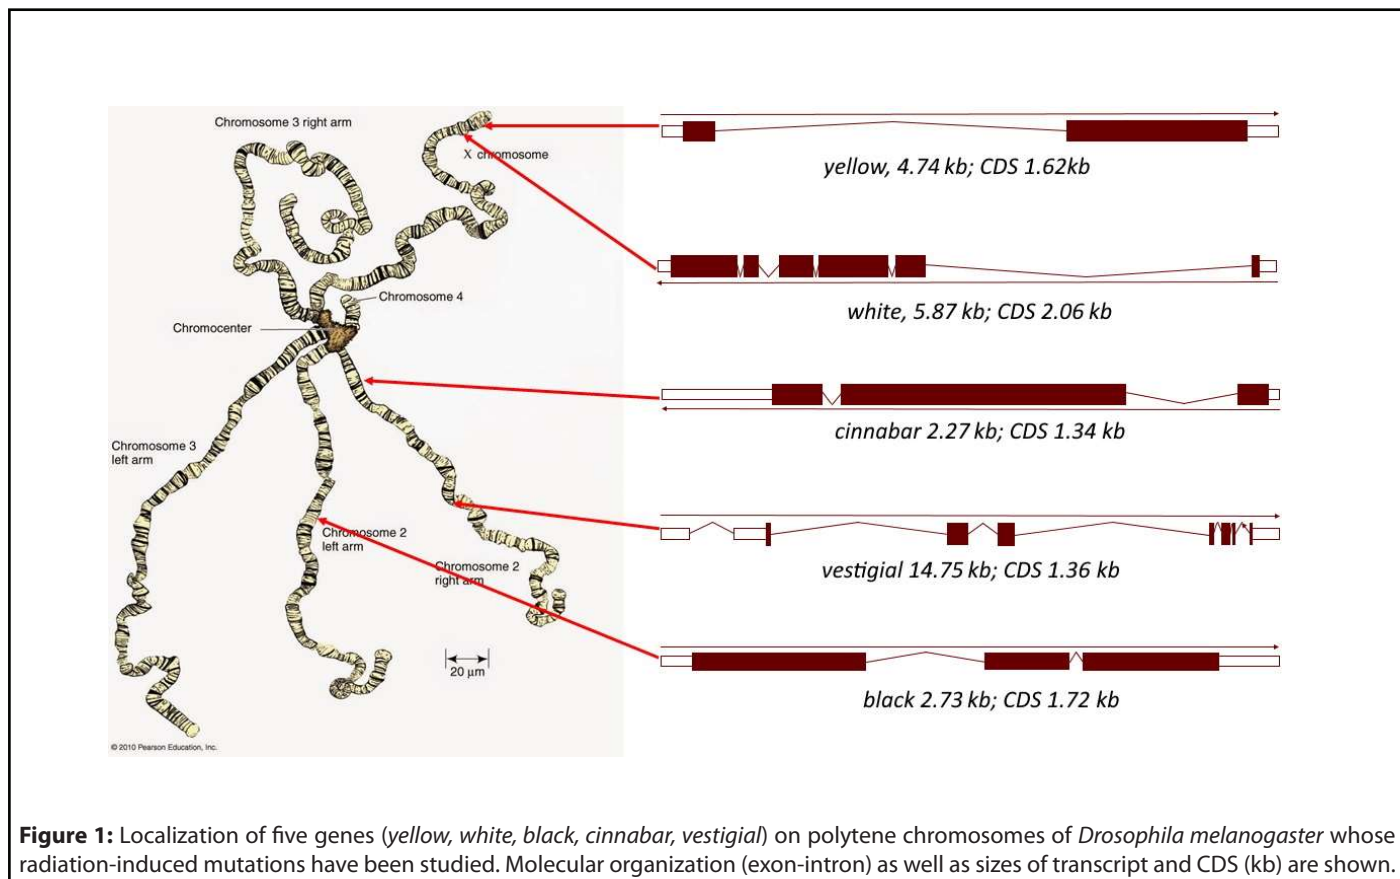 Chromosome 3 right arm
X chromosome
Chromosome 4
Chromocenter
Chromosome 3
left arm
Chromosome 2
left arm
Chromosome 2
right arm
20 μm
© 2010 Pearson Education, Inc.
yellow, 4.74 kb; CDS 1.62kb
white, 5.87 kb; CDS 2.06 kb
cinnabar 2.27 kb; CDS 1.34 kb
vestigial 14.75 kb; CDS 1.36 kb
black 2.73 kb; CDS 1.72 kb
Figure 1: Localization of five genes (yellow, white, black, cinnabar, vestigial) on polytene chromosomes of Drosophila melanogaster whose
radiation-induced mutations have been studied. Molecular organization (exon-intron) as well as sizes of transcript and CDS (kb) are shown.